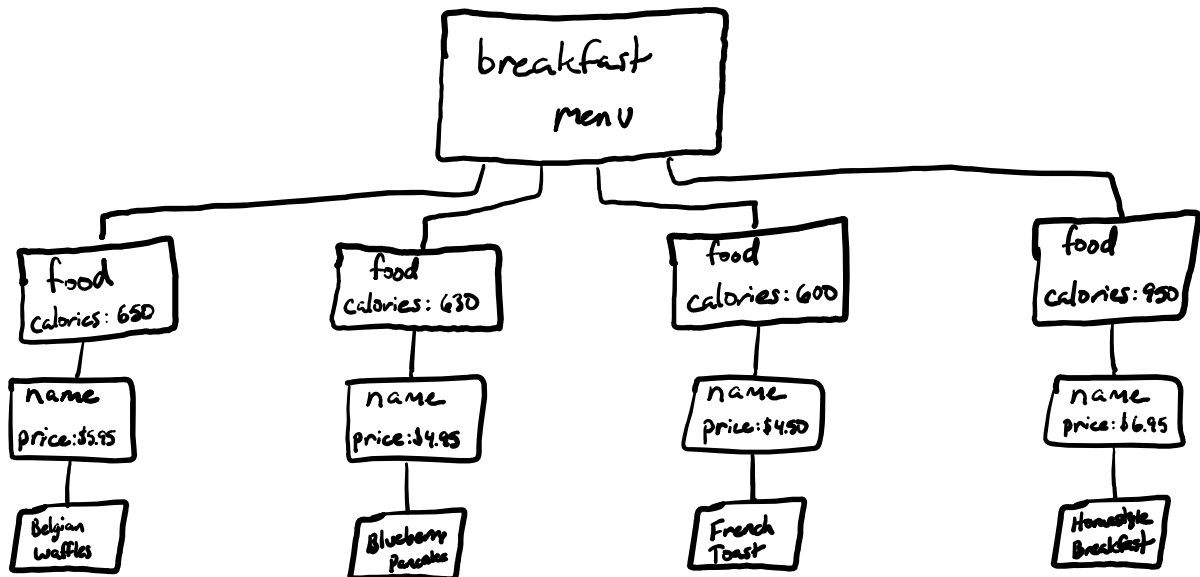 breakfast
menu
food
calories: 650
food
calories: 630
food
calories: 600
food
calories: 950
name
price: $5.95
name
price: $4.95
name
price: $4.50
name
price: $6.95
Belgian
Waffles
Blueberry
Pancakes
French
Toast
Homestyle
Breakfast